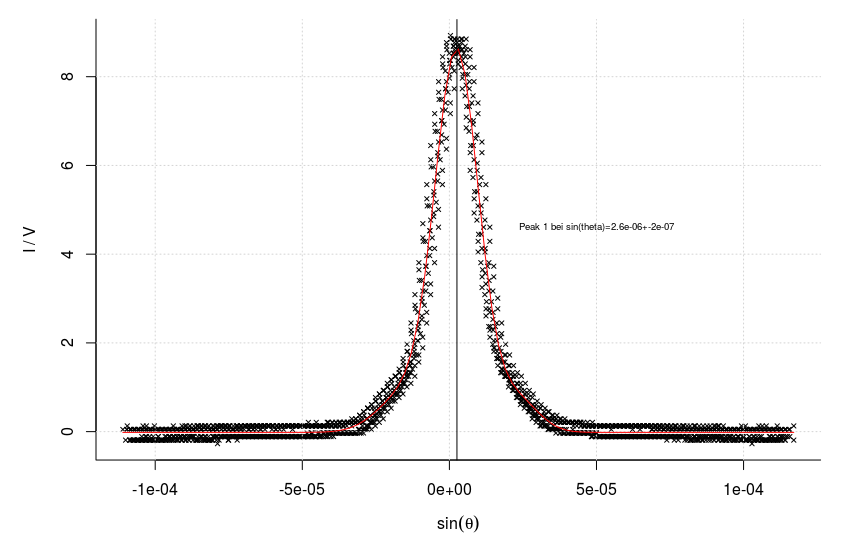 8
6
4
2
0
I / V
Peak 1 bei sin(theta)=2.6e-06+-2e-07
-1e-04 -5e-05 0e+00 5e-05 1e-04
sin(θ)